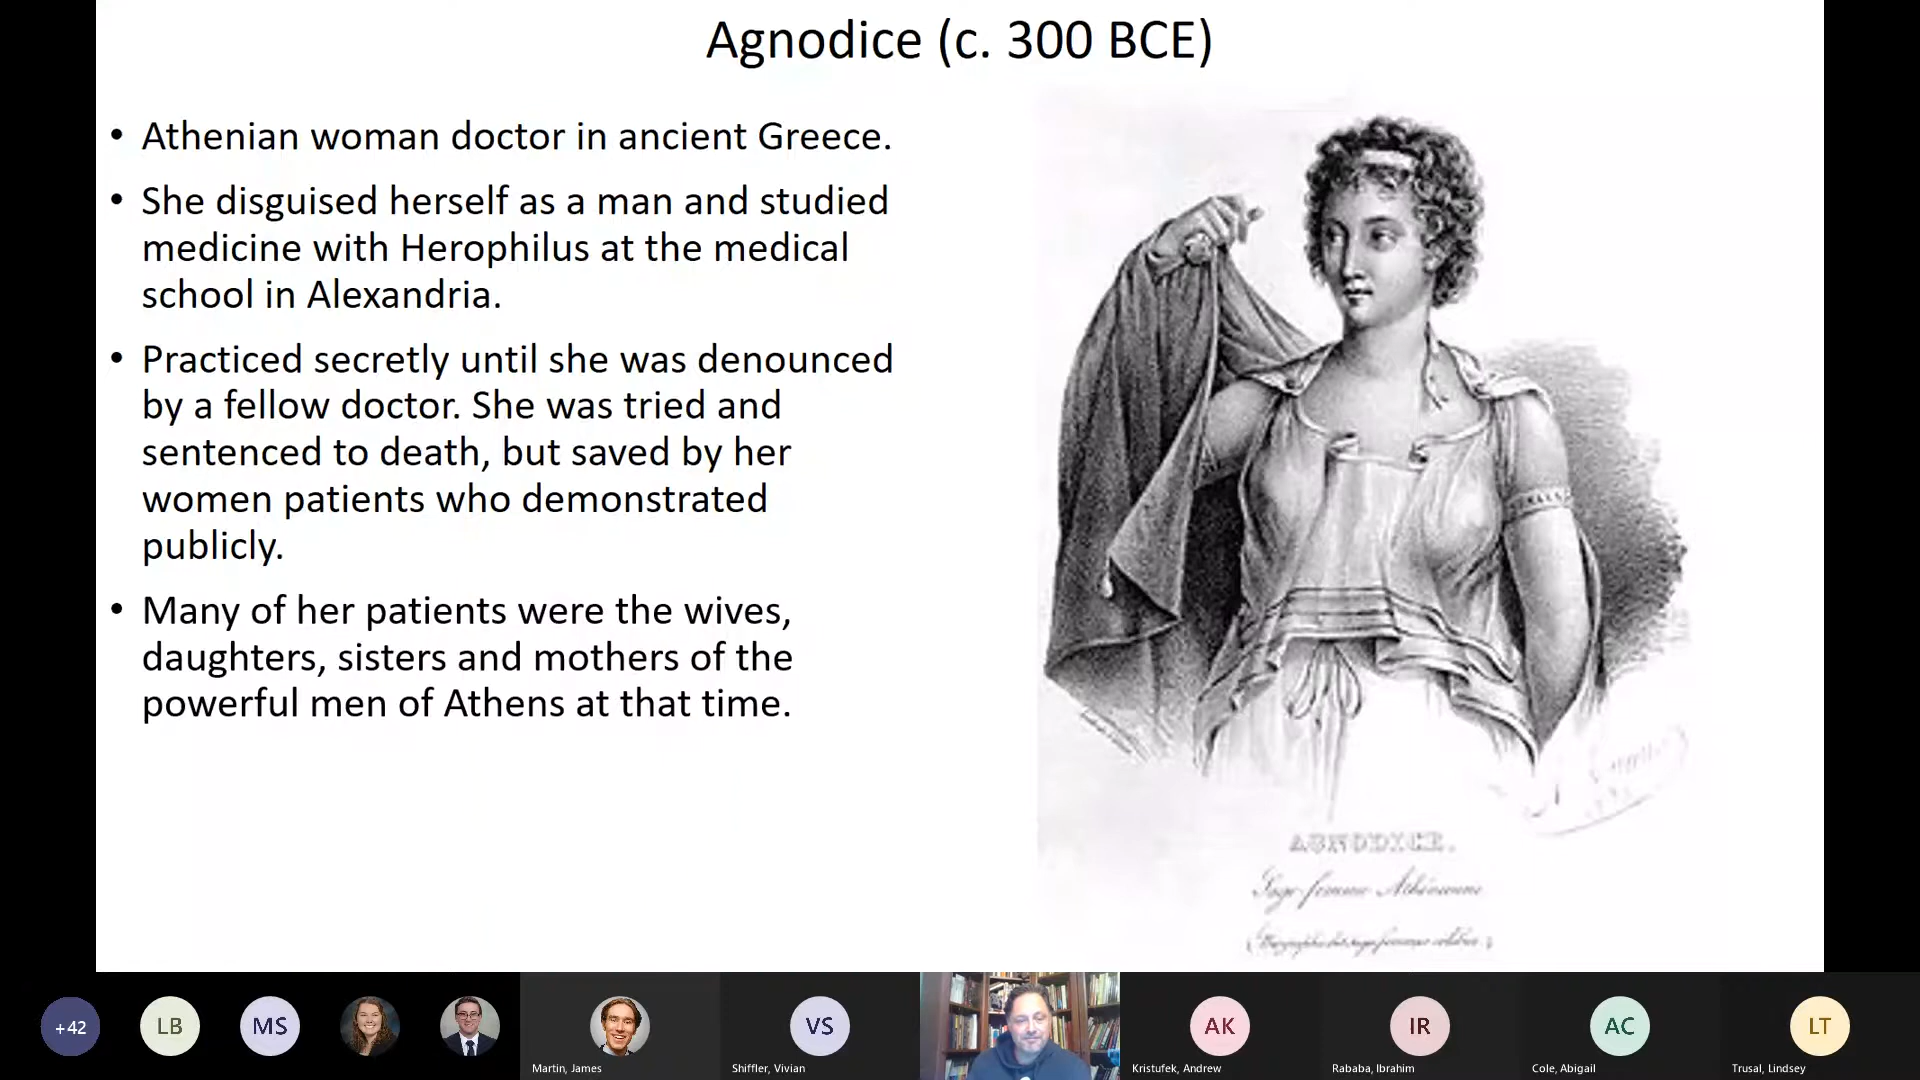 Agnodice (c. 300 BCE)
• Athenian woman doctor in ancient Greece.
• She disguised herself as a man and studied
medicine with Herophilus at the medical
school in Alexandria.
• Practiced secretly until she was denounced
by a fellow doctor. She was tried and
sentenced to death, but saved by her
women patients who demonstrated
publicly.
• Many of her patients were the wives,
daughters, sisters and mothers of the
powerful men of Athens at that time.
AGNODICE.
Sage-femme Athénienne
+42
LB
MS
VS
AK
IR
AC
LT
Martin, James
Shiffler, Vivian
Kristufek, Andrew
Rababa, Ibrahim
Cole, Abigail
Trusal, Lindsey